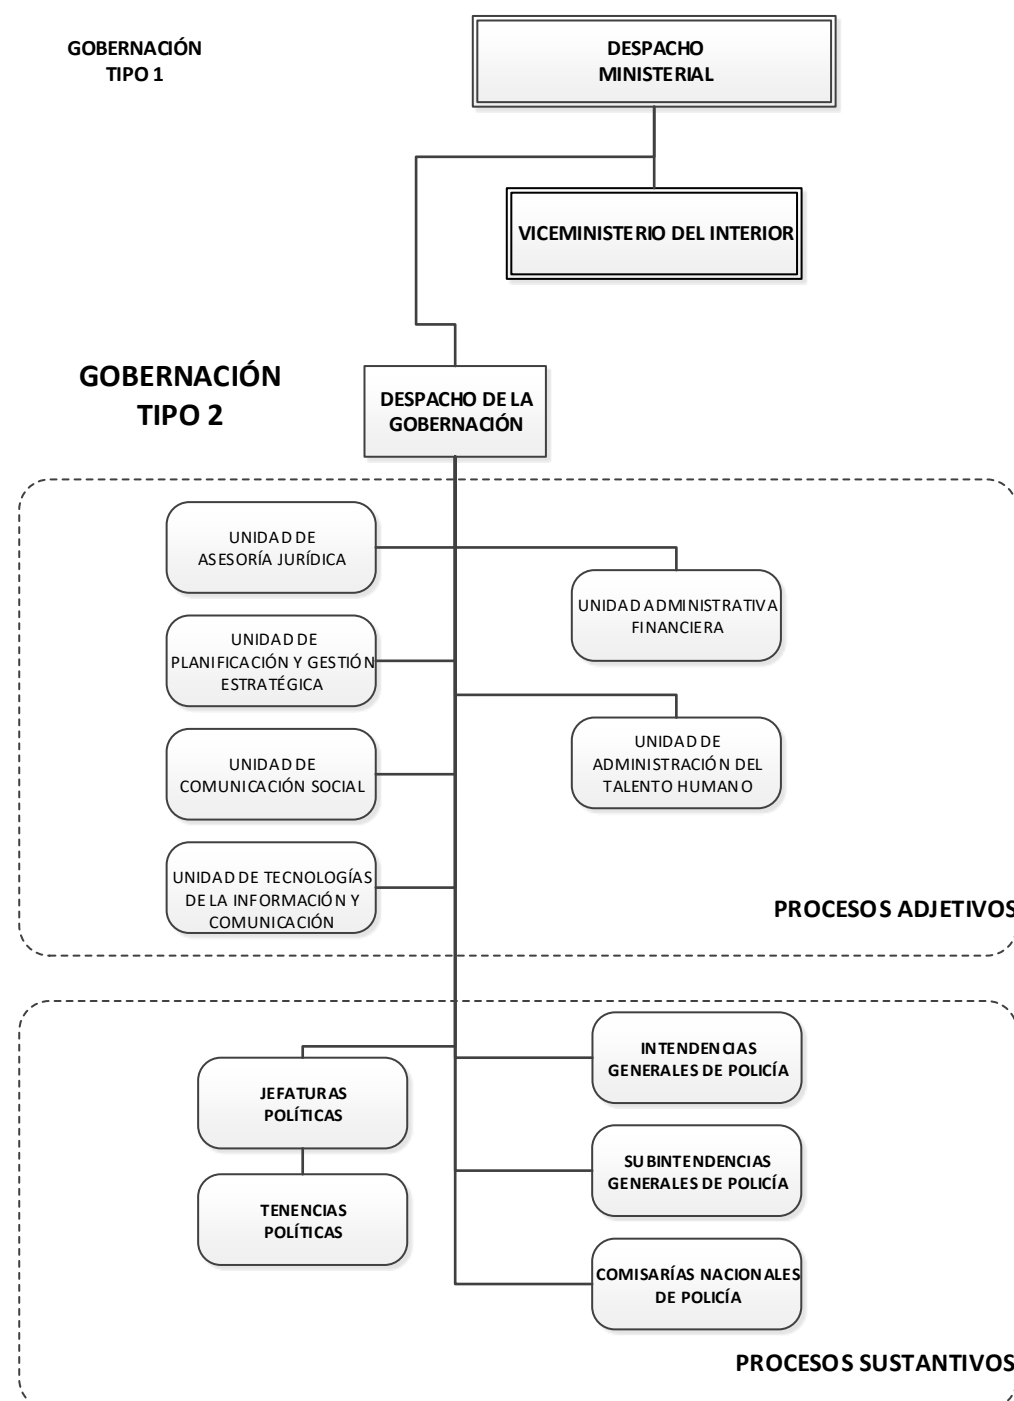 GOBERNACIÓN
TIPO 1
DESPACHO
MINISTERIAL
VICEMINISTERIO DEL INTERIOR
GOBERNACIÓN
TIPO 2
DESPACHO DE LA
GOBERNACIÓN
UNIDAD DE
ASESORÍA JURÍDICA
UNIDAD ADMINISTRATIVA
FINANCIERA
UNIDAD DE
PLANIFICACIÓN Y GESTIÓN
ESTRATÉGICA
UNIDAD DE
ADMINISTRACIÓN DEL
TALENTO HUMANO
UNIDAD DE
COMUNICACIÓN SOCIAL
UNIDAD DE TECNOLOGÍAS
DE LA INFORMACIÓN Y
COMUNICACIÓN
PROCESOS ADJETIVOS
JEFATURAS
POLÍTICAS
TENENCIAS
POLÍTICAS
INTENDENCIAS
GENERALES DE POLICÍA
SUBINTENDENCIAS
GENERALES DE POLICÍA
COMISARÍAS NACIONALES
DE POLICÍA
PROCESOS SUSTANTIVOS